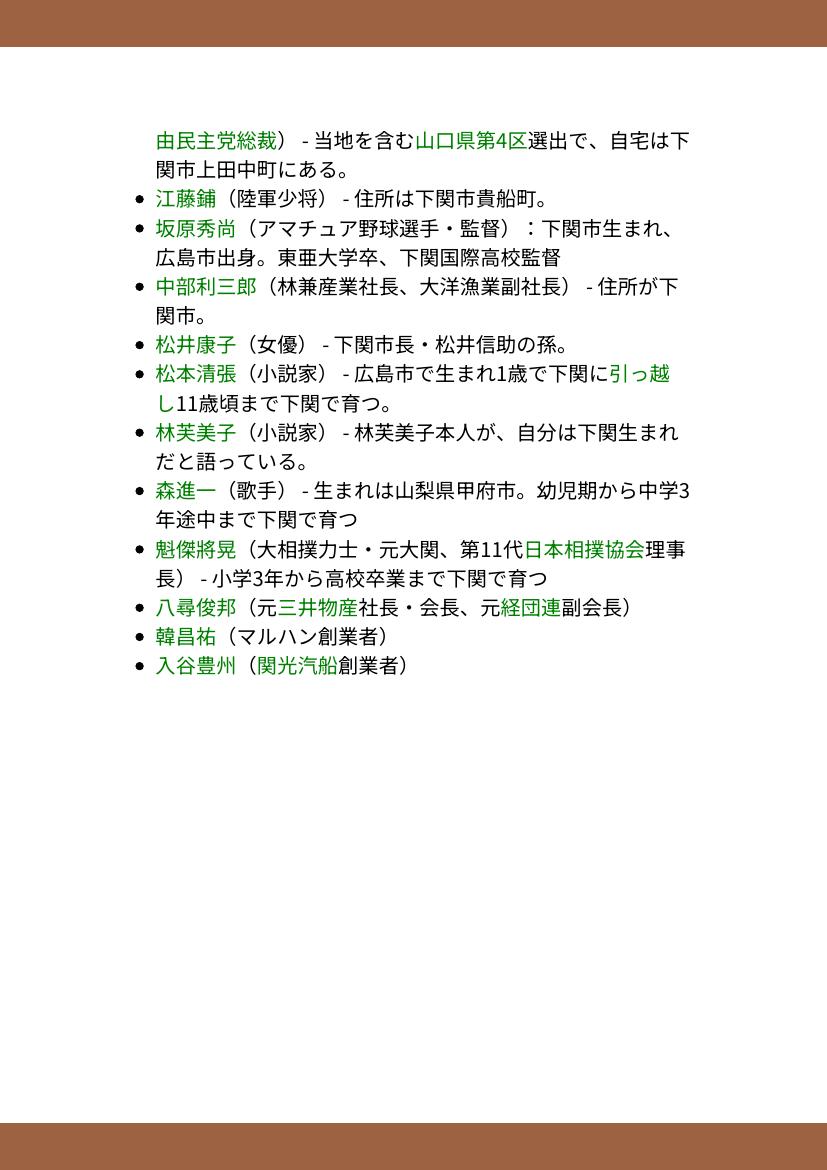 由民主党総裁） - 当地を含む山口県第4区選出で、自宅は下
関市上田中町にある。
江藤鋪（陸軍少将） - 住所は下関市貴船町。
坂原秀尚（アマチュア野球選手・監督）：下関市生まれ、
広島市出身。東亜大学卒、下関国際高校監督
中部利三郎（林兼産業社長、大洋漁業副社長） - 住所が下
関市。
松井康子（女優） - 下関市長・松井信助の孫。
松本清張（小説家） - 広島市で生まれ1歳で下関に引っ越
し11歳頃まで下関で育つ。
林芙美子（小説家） - 林芙美子本人が、自分は下関生まれ
だと語っている。
森進一（歌手） - 生まれは山梨県甲府市。幼児期から中学3
年途中まで下関で育つ
魁傑將晃（大相撲力士・元大関、第11代日本相撲協会理事
長） - 小学3年から高校卒業まで下関で育つ
八尋俊邦（元三井物産社長・会長、元経団連副会長）
韓昌祐（マルハン創業者）
入谷豊州（関光汽船創業者）